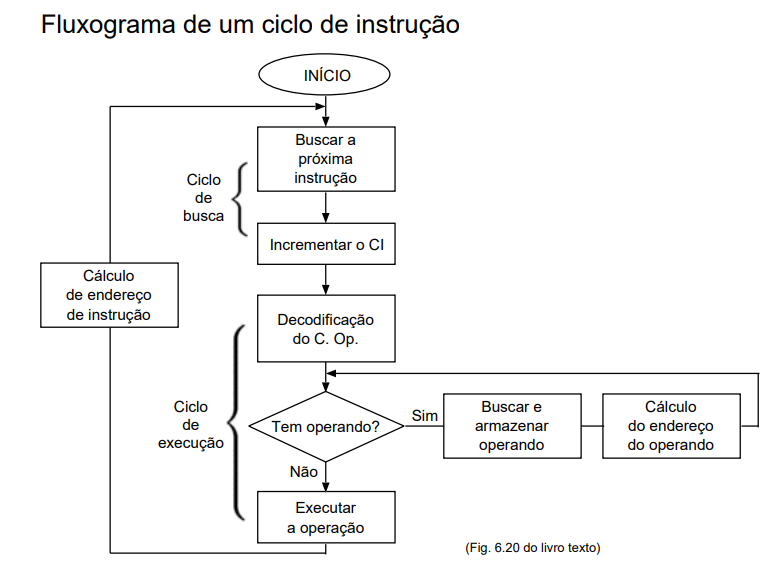 Fluxograma de um ciclo de instrução
INÍCIO
Buscar a
próxima
instrução
Ciclo
de
busca
Incrementar o CI
Cálculo
de endereço
de instrução
Decodificação
do C. Op.
Ciclo
de
execução
Tem operando?
Sim
Buscar e
armazenar
operando
Cálculo
do endereço
do operando
Não
Executar
a operação
(Fig. 6.20 do livro texto)